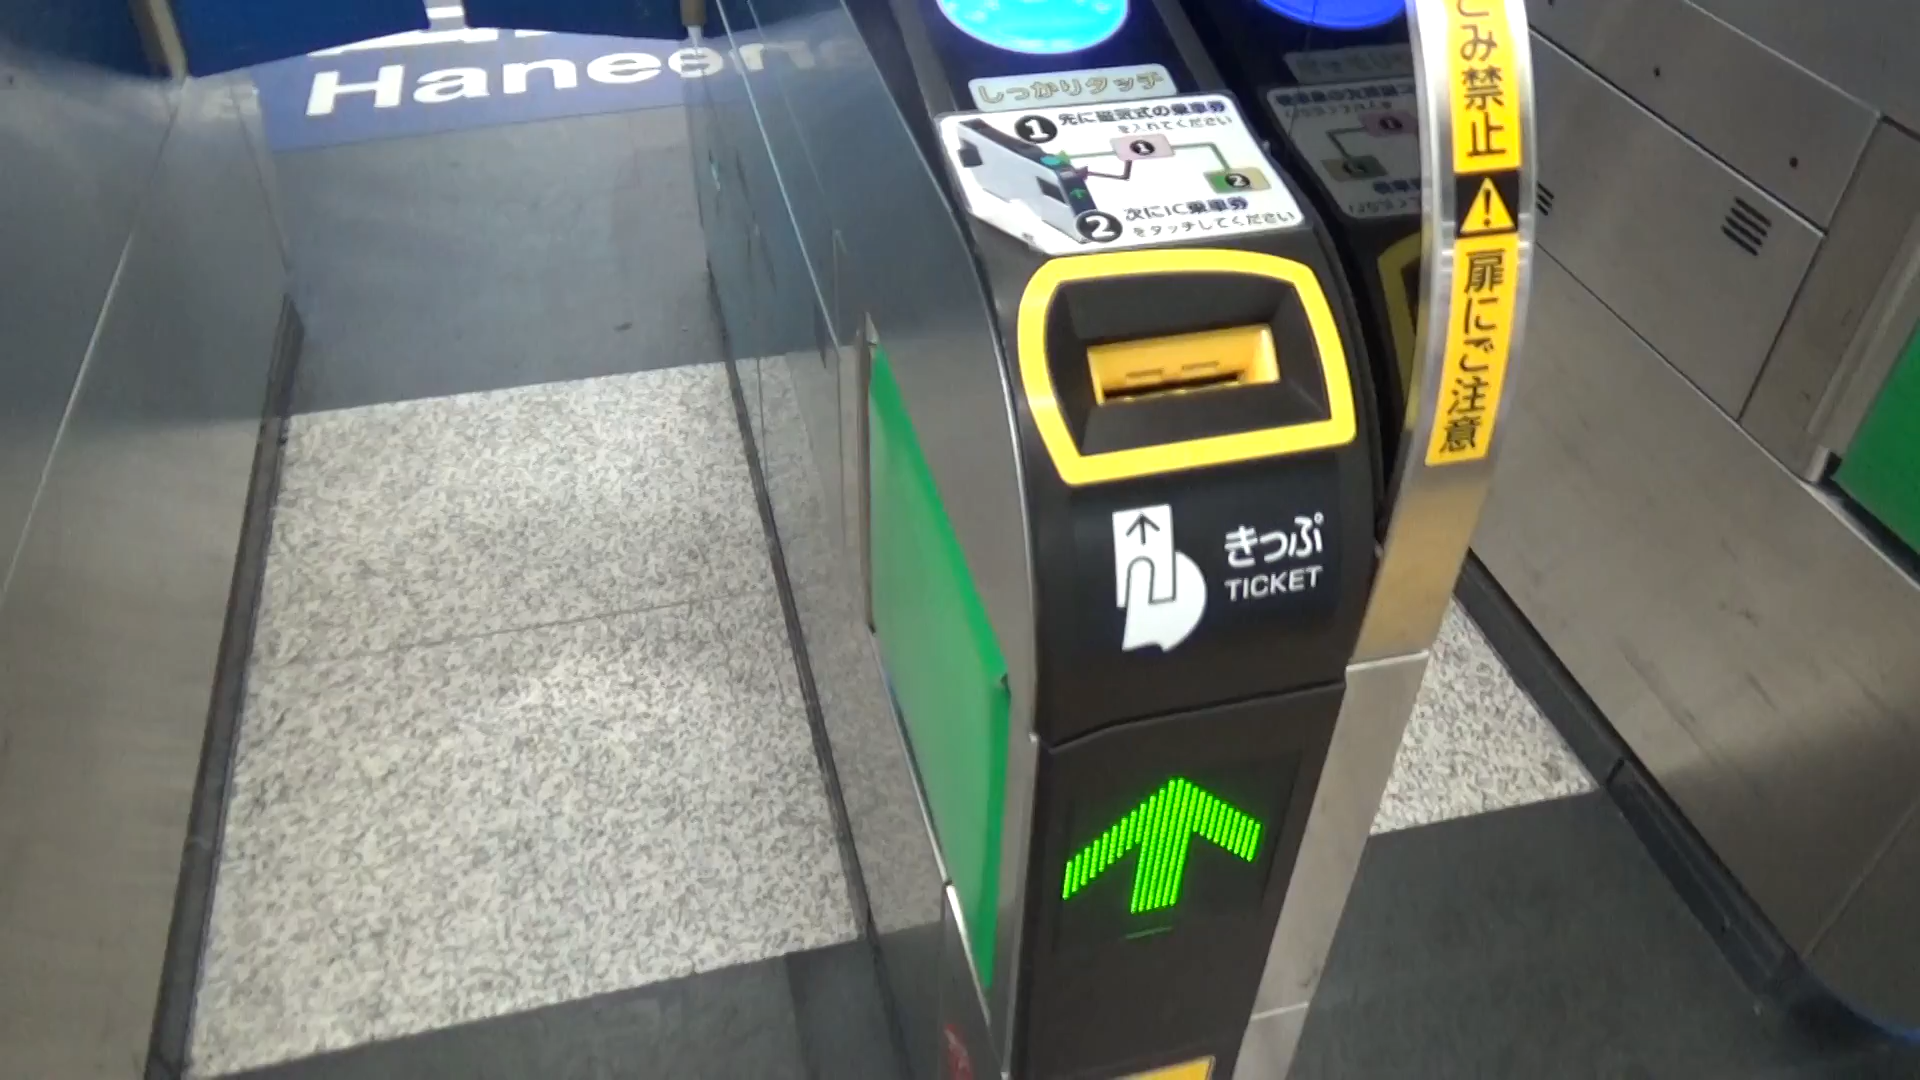 Hane
しっかりタッチ
1 先に磁気式の乗車券
を入れてください
1
2
2 次にIC乗車券
をタッチしてください
きっぷ
TICKET
み禁止
扉にご注意